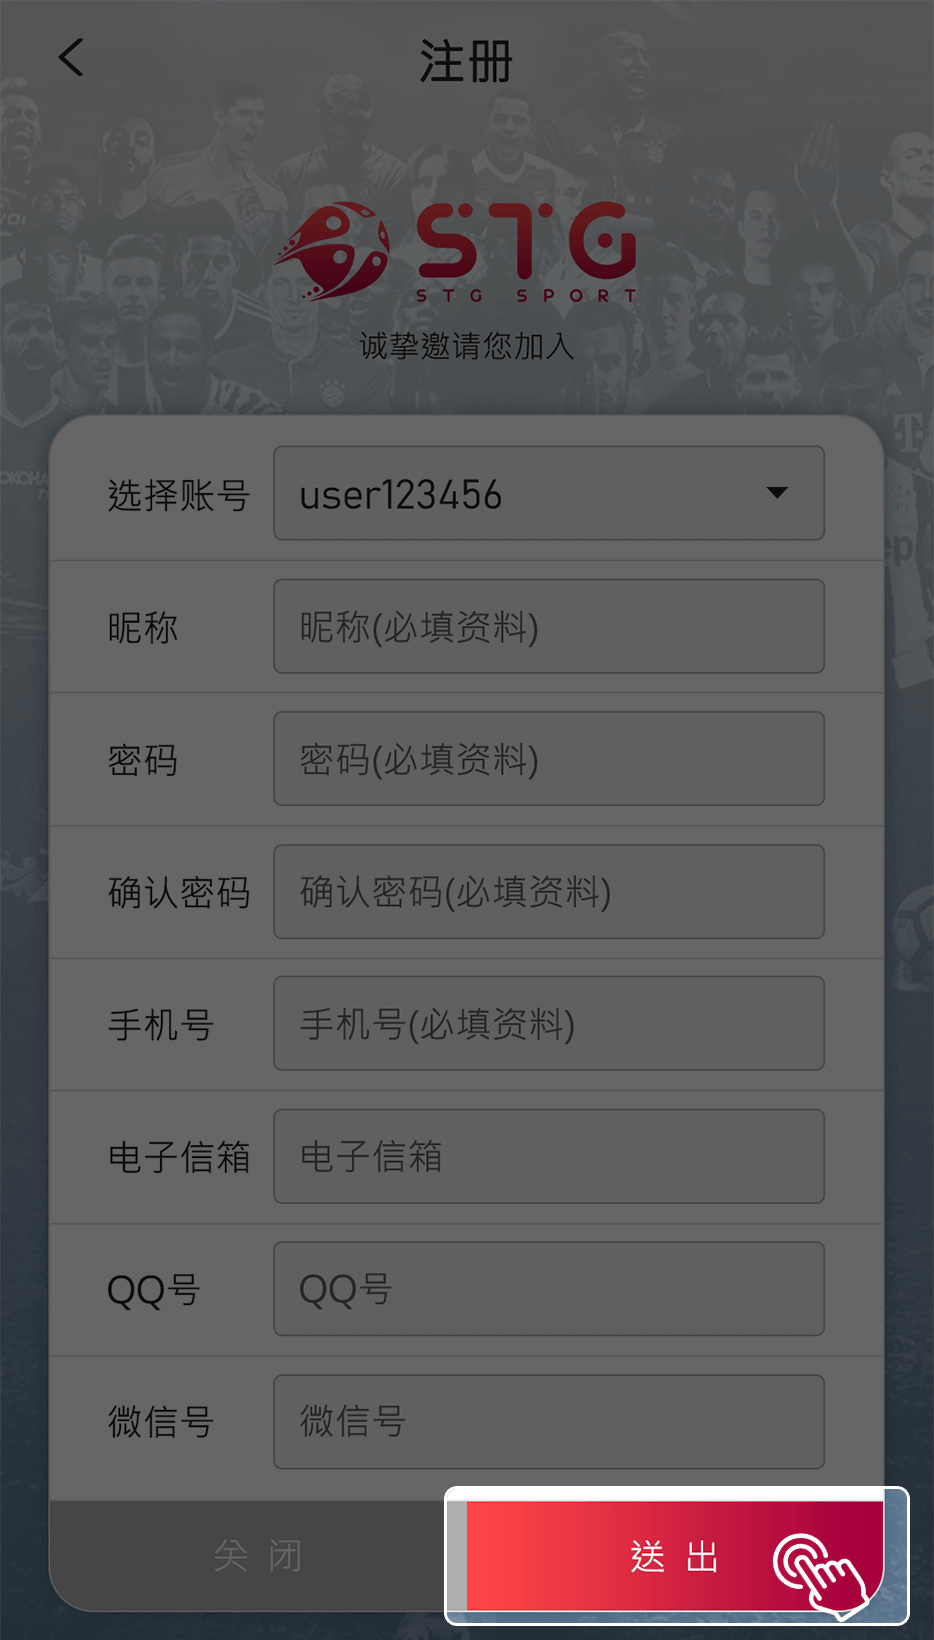 注册
STG
STG SPORT
诚挚邀请您加入
选择账号 user123456
昵称 昵称(必填资料)
密码 密码(必填资料)
确认密码 确认密码(必填资料)
手机号 手机号(必填资料)
电子信箱 电子信箱
QQ号 QQ号
微信号 微信号
关闭 送出